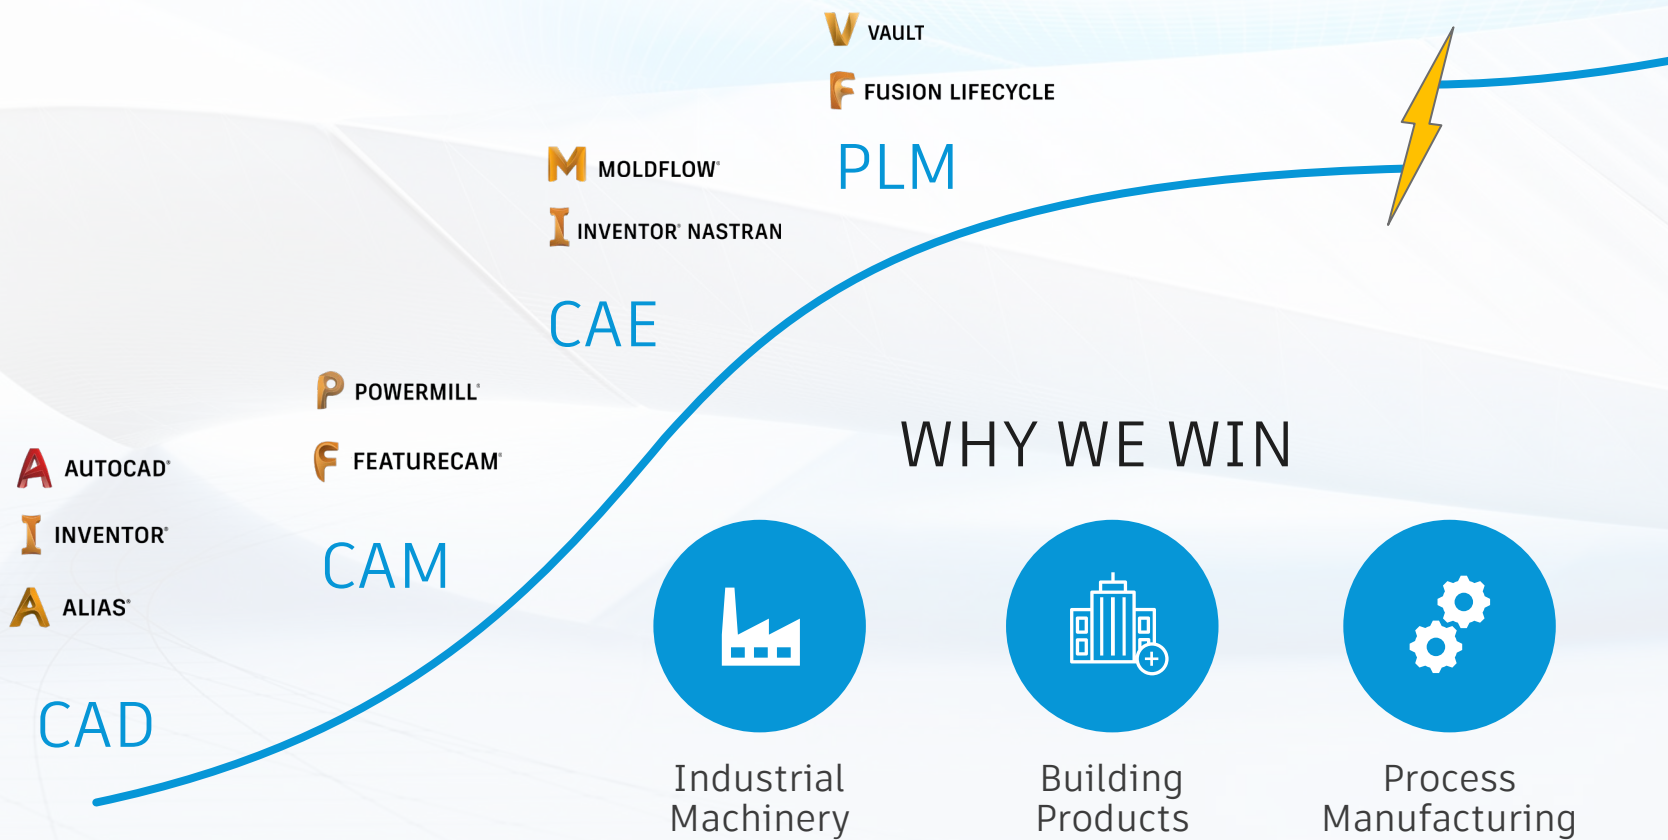 VAULT
FUSION LIFECYCLE
PLM
MOLDFLOW®
INVENTOR® NASTRAN
CAE
POWERMILL®
FEATURECAM®
CAM
AUTOCAD®
INVENTOR®
ALIAS®
CAD
WHY WE WIN
Industrial
Machinery
Building
Products
Process
Manufacturing